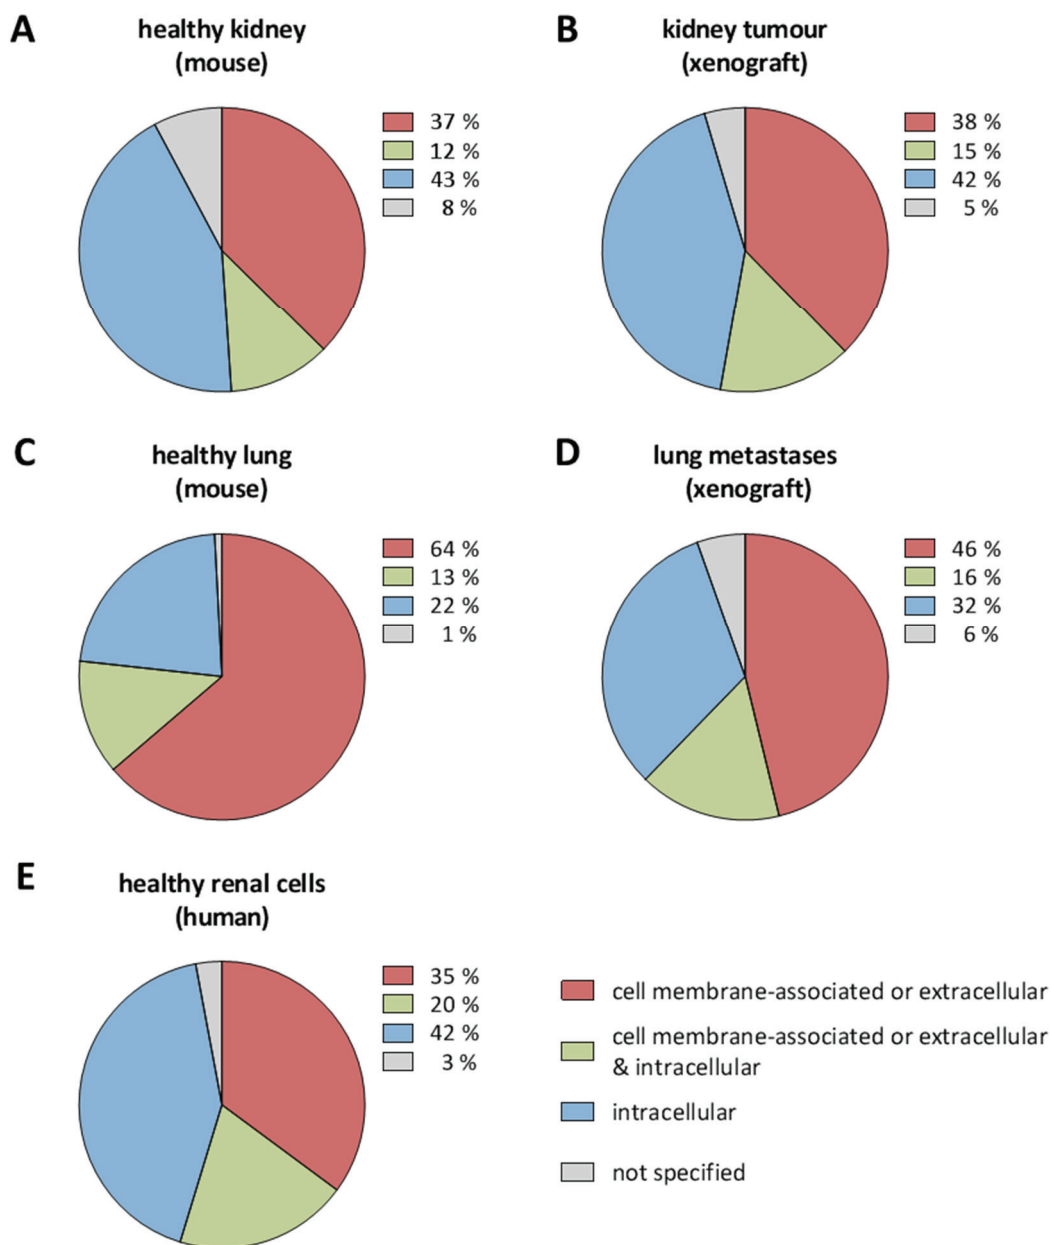 A
healthy kidney
(mouse)
37 %
12 %
43 %
8 %
B
kidney tumour
(xenograft)
38 %
15 %
42 %
5 %
C
healthy lung
(mouse)
64 %
13 %
22 %
1 %
D
lung metastases
(xenograft)
46 %
16 %
32 %
6 %
E
healthy renal cells
(human)
35 %
20 %
42 %
3 %
cell membrane-associated or extracellular
cell membrane-associated or extracellular
& intracellular
intracellular
not specified